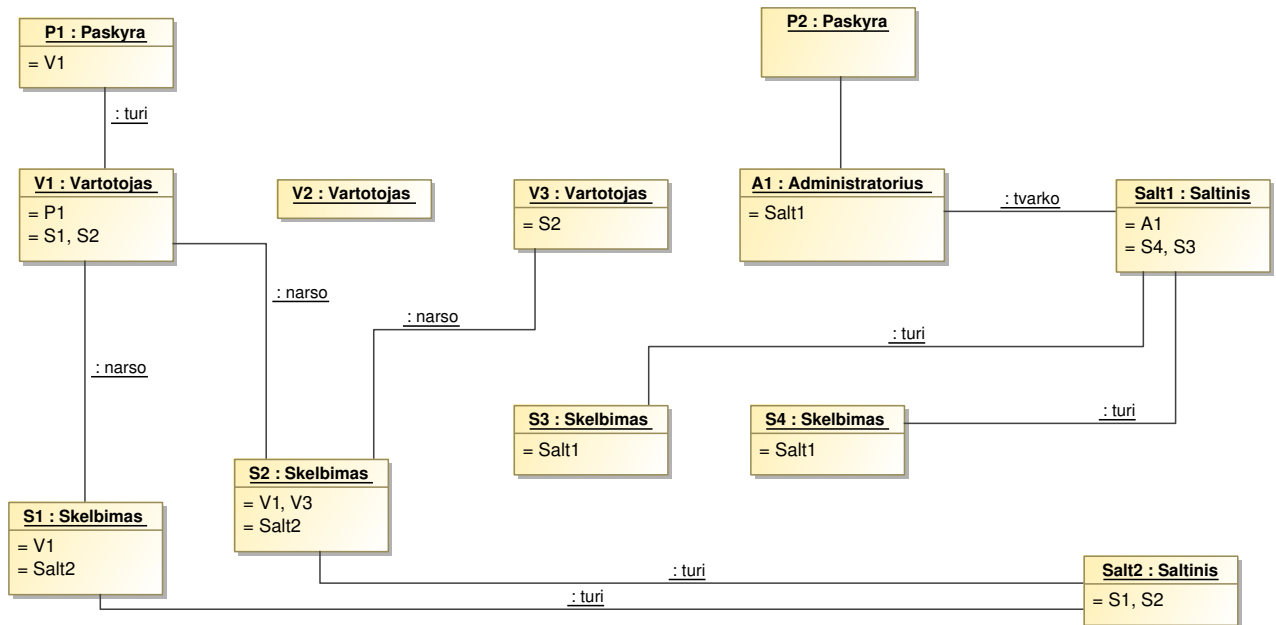 P1 : Paskyra
= V1
P2 : Paskyra
: turi
V1 : Vartotojas
= P1
= S1, S2
V2 : Vartotojas
V3 : Vartotojas
= S2
A1 : Administratorius
= Salt1
: tvarko
Salt1 : Saltinis
= A1
= S4, S3
: narso
: narso
: narso
: turi
: turi
S3 : Skelbimas
= Salt1
S4 : Skelbimas
= Salt1
S2 : Skelbimas
= V1, V3
= Salt2
S1 : Skelbimas
= V1
= Salt2
: turi
: turi
Salt2 : Saltinis
= S1, S2